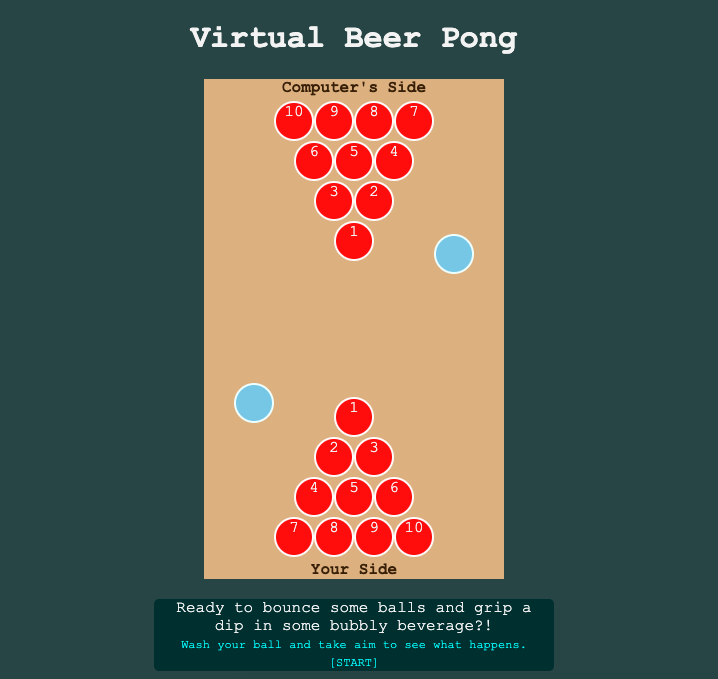 Virtual Beer Pong
Computer's Side
10 9 8 7
6 5 4
3 2
1
1
2 3
4 5 6
7 8 9 10
Your Side
Ready to bounce some balls and grip a
dip in some bubbly beverage?!
Wash your ball and take aim to see what happens.
[START]